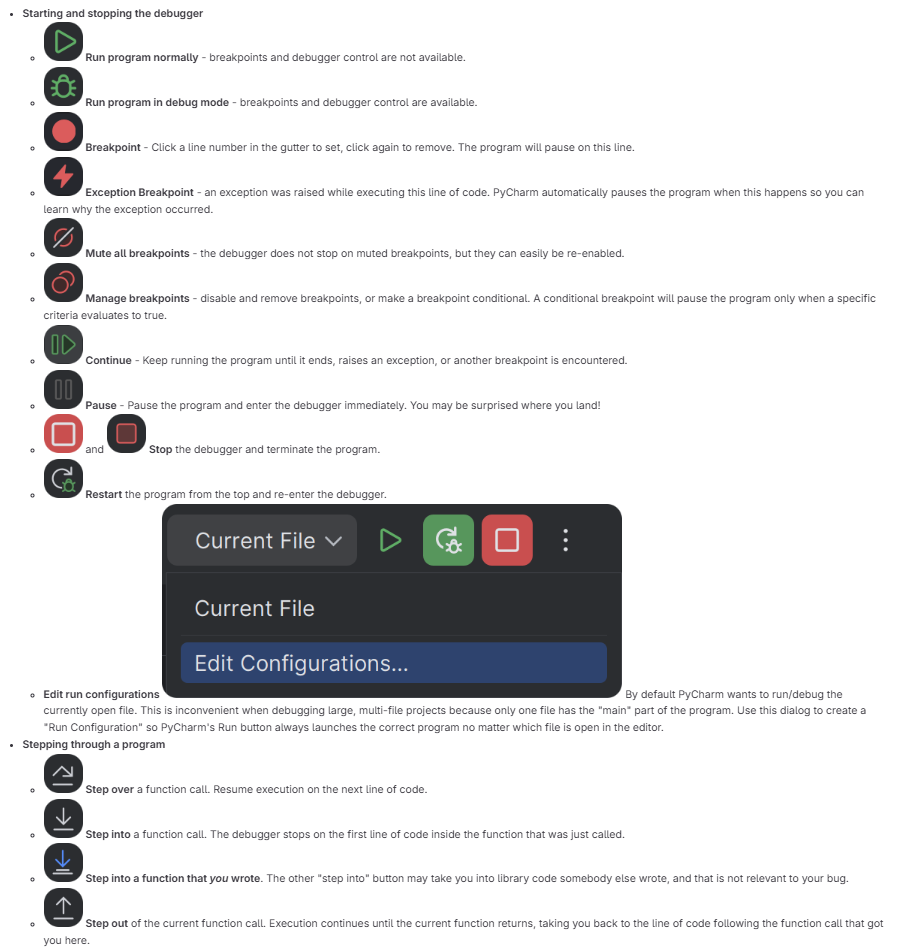 Starting and stopping the debugger
Run program normally - breakpoints and debugger control are not available.
Run program in debug mode - breakpoints and debugger control are available.
Breakpoint - Click a line number in the gutter to set, click again to remove. The program will pause on this line.
Exception Breakpoint - an exception was raised while executing this line of code. PyCharm automatically pauses the program when this happens so you can
learn why the exception occurred.
Mute all breakpoints - the debugger does not stop on muted breakpoints, but they can easily be re-enabled.
Manage breakpoints - disable and remove breakpoints, or make a breakpoint conditional. A conditional breakpoint will pause the program only when a specific
criteria evaluates to true.
Continue - Keep running the program until it ends, raises an exception, or another breakpoint is encountered.
Pause - Pause the program and enter the debugger immediately. You may be surprised where you land!
and Stop the debugger and terminate the program.
Restart the program from the top and re-enter the debugger.
Current File
Current File
Edit Configurations...
Edit run configurations By default PyCharm wants to run/debug the
currently open file. This is inconvenient when debugging large, multi-file projects because only one file has the "main" part of the program. Use this dialog to create a
"Run Configuration" so PyCharm's Run button always launches the correct program no matter which file is open in the editor.
Stepping through a program
Step over a function call. Resume execution on the next line of code.
Step into a function call. The debugger stops on the first line of code inside the function that was just called.
Step into a function that you wrote. The other "step into" button may take you into library code somebody else wrote, and that is not relevant to your bug.
Step out of the current function call. Execution continues until the current function returns, taking you back to the line of code following the function call that got
you here.